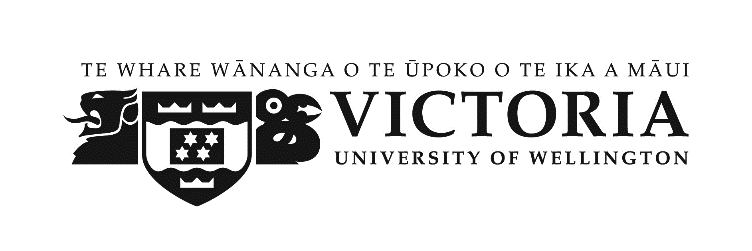 TE WHARE WĀNANGA O TE ŪPOKO O TE IKA A MĀUI
VICTORIA
UNIVERSITY OF WELLINGTON